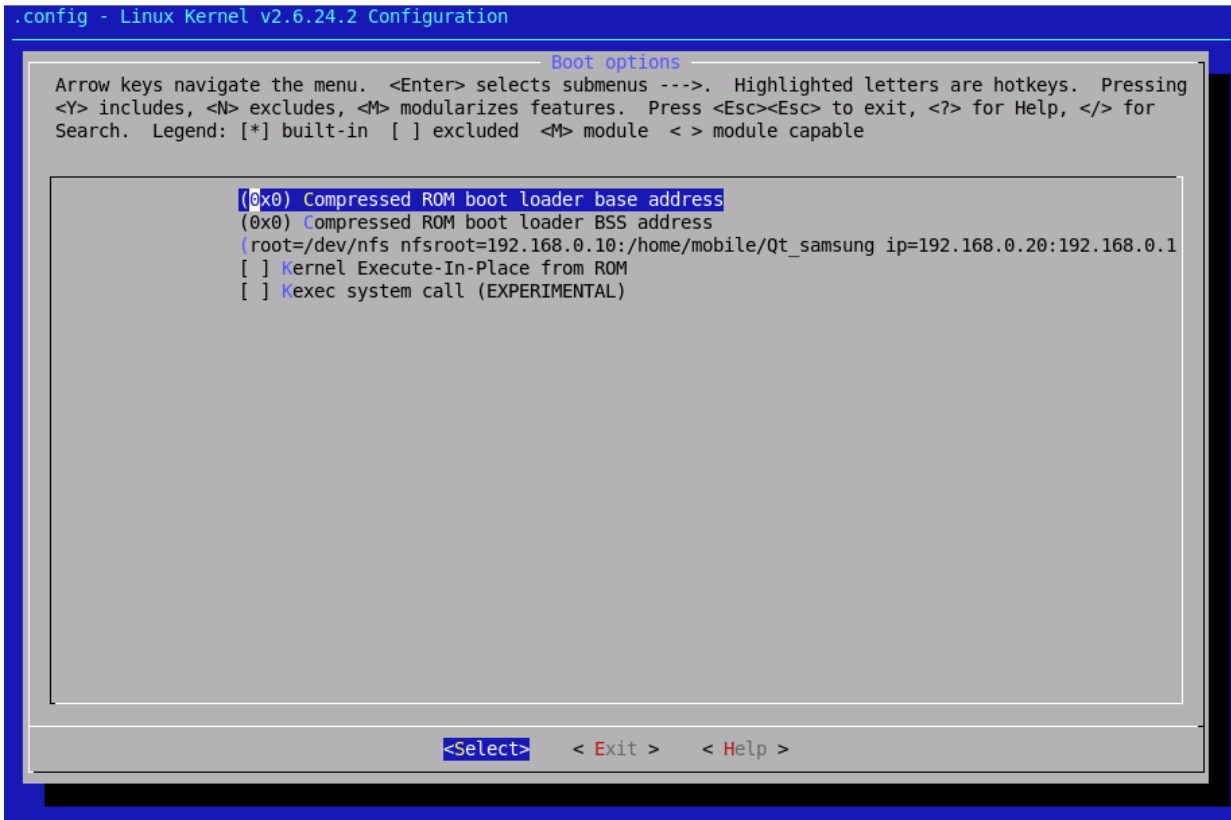 .config - Linux Kernel v2.6.24.2 Configuration
Boot options
Arrow keys navigate the menu.  <Enter> selects submenus --->.  Highlighted letters are hotkeys.  Pressing
<Y> includes, <N> excludes, <M> modularizes features.  Press <Esc><Esc> to exit, <?> for Help, </> for
Search.  Legend: [*] built-in  [ ] excluded  <M> module  < > module capable
(0x0) Compressed ROM boot loader base address
(0x0) Compressed ROM boot loader BSS address
(root=/dev/nfs nfsroot=192.168.0.10:/home/mobile/Qt_samsung ip=192.168.0.20:192.168.0.1
[ ] Kernel Execute-In-Place from ROM
[ ] Kexec system call (EXPERIMENTAL)
<Select>    < Exit >    < Help >